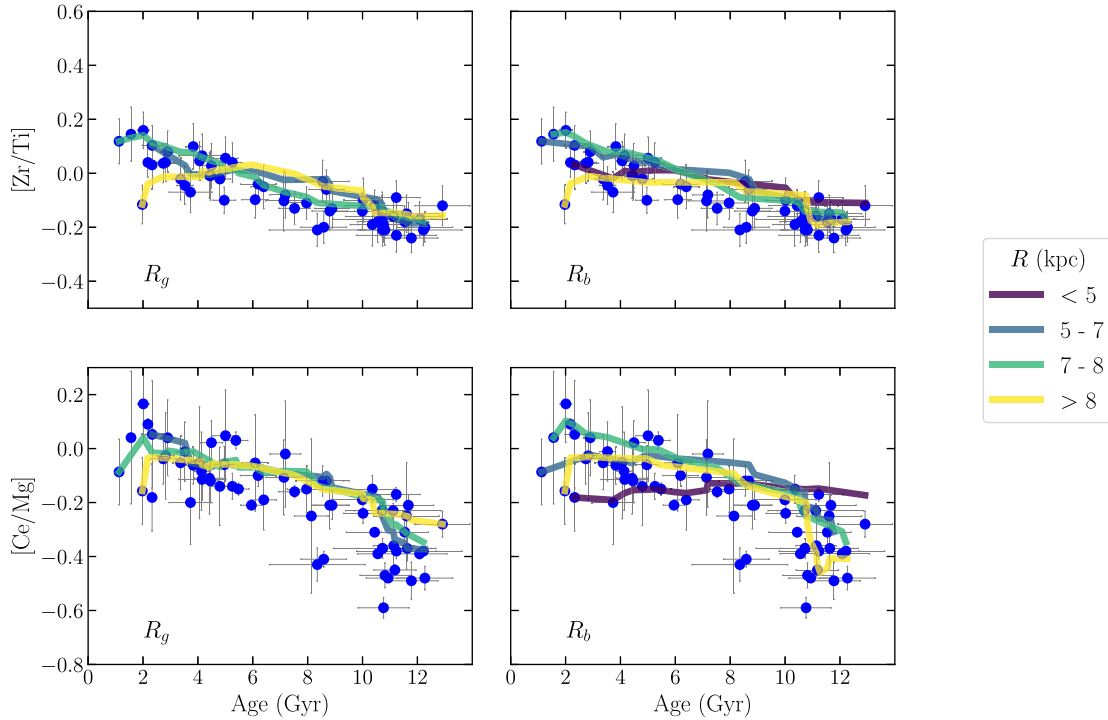 0.6
0.4
0.2
0.0
−0.2
−0.4
[Zr/Ti]
R_g
R_b
R (kpc)
< 5
5 - 7
7 - 8
> 8
0.2
0.0
−0.2
−0.4
−0.6
−0.8
[Ce/Mg]
R_g
R_b
0 2 4 6 8 10 12
0 2 4 6 8 10 12
Age (Gyr)
Age (Gyr)